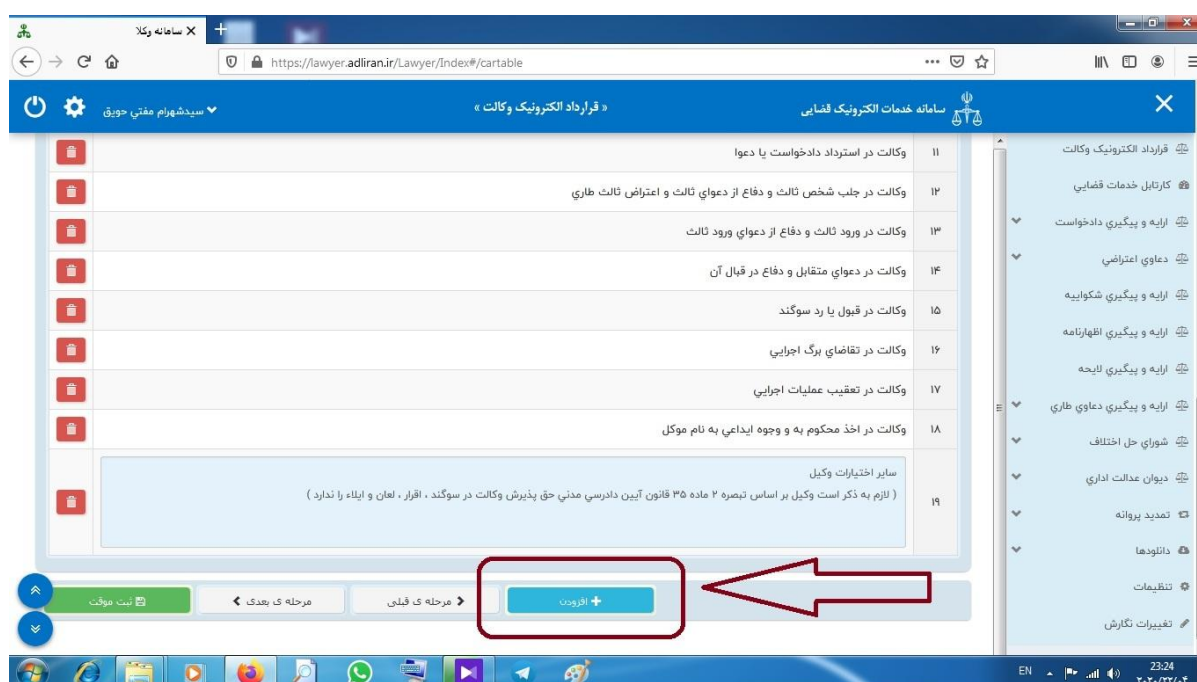 سامانه وکلا
https://lawyer.adliran.ir/Lawyer/Index#/cartable
سامانه خدمات الکترونیک قضایی
« قرارداد الکترونیک وکالت »
سیدشهرام مفتي حویق
قرارداد الکترونیک وکالت
کارتابل خدمات قضايي
ارايه و پیگیري دادخواست
دعاوي اعتراضي
ارايه و پیگیري شکواییه
ارايه و پیگیري اظهارنامه
ارايه و پیگیري لایحه
ارايه و پیگیري دعاوي طاري
شوراي حل اختلاف
دیوان عدالت اداري
تمدید پروانه
دانلودها
تنظیمات
تغییرات نگارش
۱۱ وکالت در استرداد دادخواست یا دعوا
۱۲ وکالت در جلب شخص ثالث و دفاع از دعواي ثالث و اعتراض ثالث طاري
۱۳ وکالت در ورود ثالث و دفاع از دعواي ورود ثالث
۱۴ وکالت در دعواي متقابل و دفاع در قبال آن
۱۵ وکالت در قبول یا رد سوگند
۱۶ وکالت در تقاضاي برگ اجرايي
۱۷ وکالت در تعقیب عملیات اجرايي
۱۸ وکالت در اخذ محکوم به و وجوه ایداعي به نام موکل
۱۹ سایر اختیارات وکیل
( لازم به ذکر است وکیل بر اساس تبصره ۲ ماده ۳۵ قانون آیین دادرسي مدني حق پذیرش وکالت در سوگند ، اقرار ، لعان و ایلاء را ندارد )
افزودن
مرحله ی قبلی
مرحله ی بعدی
ثبت موقت
EN
23:24